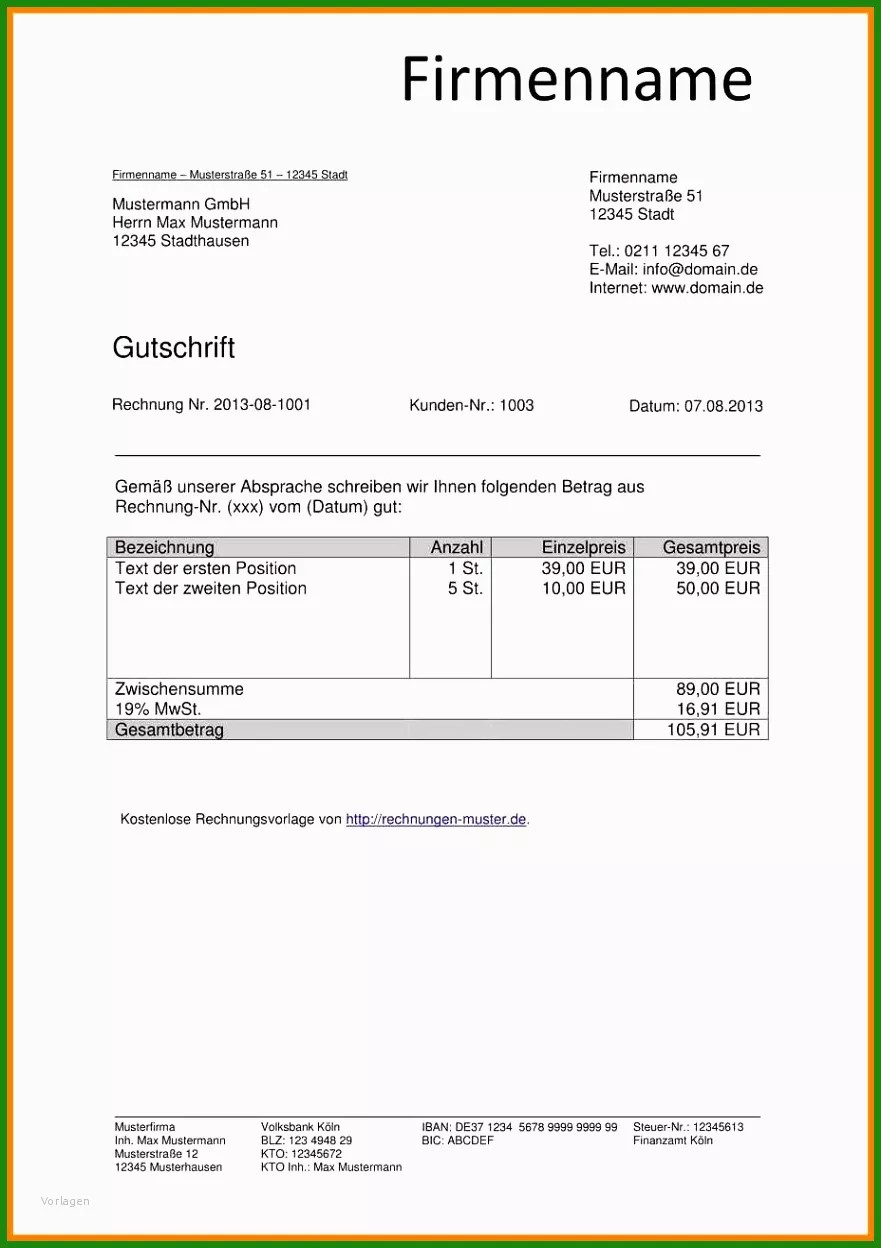 Firmenname
Firmenname – Musterstraße 51 – 12345 Stadt
Mustermann GmbH
Herrn Max Mustermann
12345 Stadthausen
Firmenname
Musterstraße 51
12345 Stadt
Tel.: 0211 12345 67
E-Mail: info@domain.de
Internet: www.domain.de
Gutschrift
Rechnung Nr. 2013-08-1001 Kunden-Nr.: 1003 Datum: 07.08.2013
Gemäß unserer Absprache schreiben wir Ihnen folgenden Betrag aus
Rechnung-Nr. (xxx) vom (Datum) gut:
Bezeichnung Anzahl Einzelpreis Gesamtpreis
Text der ersten Position 1 St. 39,00 EUR 39,00 EUR
Text der zweiten Position 5 St. 10,00 EUR 50,00 EUR
Zwischensumme 89,00 EUR
19% MwSt. 16,91 EUR
Gesamtbetrag 105,91 EUR
Kostenlose Rechnungsvorlage von http://rechnungen-muster.de.
Musterfirma
Inh. Max Mustermann
Musterstraße 12
12345 Musterhausen
Volksbank Köln
BLZ: 123 4948 29
KTO: 12345672
KTO Inh.: Max Mustermann
IBAN; DE37 1234 5678 9999 9999 99
BIC: ABCDEF
Steuer-Nr.: 12345613
Finanzamt Köln
Vorlagen